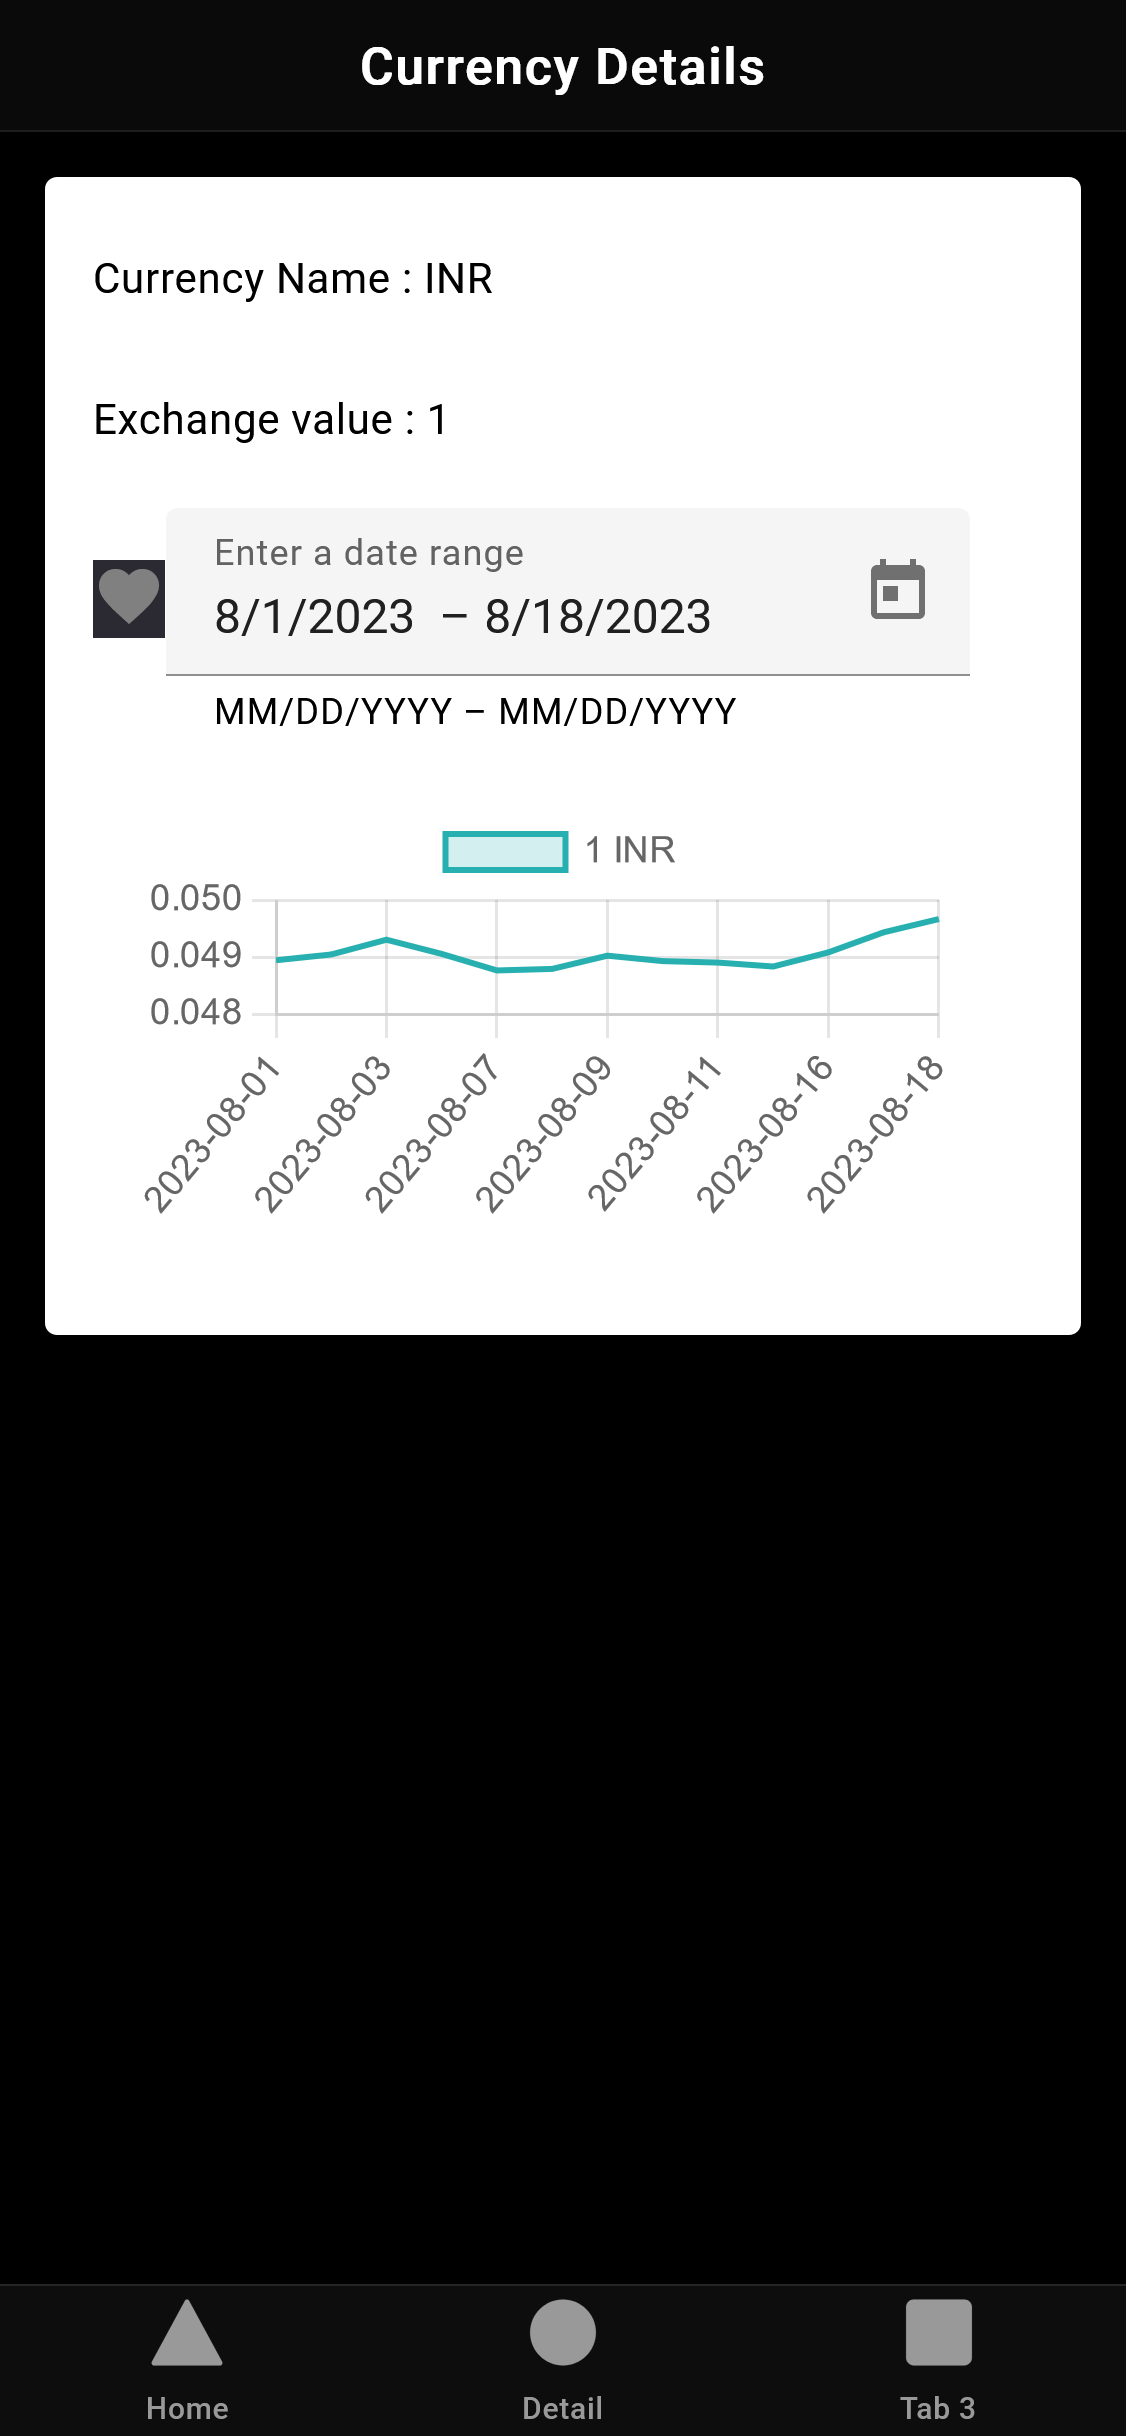 Currency Details
Currency Name : INR
Exchange value : 1
Enter a date range
8/1/2023 – 8/18/2023
MM/DD/YYYY – MM/DD/YYYY
1 INR
0.050
0.049
0.048
2023-08-01
2023-08-03
2023-08-07
2023-08-09
2023-08-11
2023-08-16
2023-08-18
Home
Detail
Tab 3